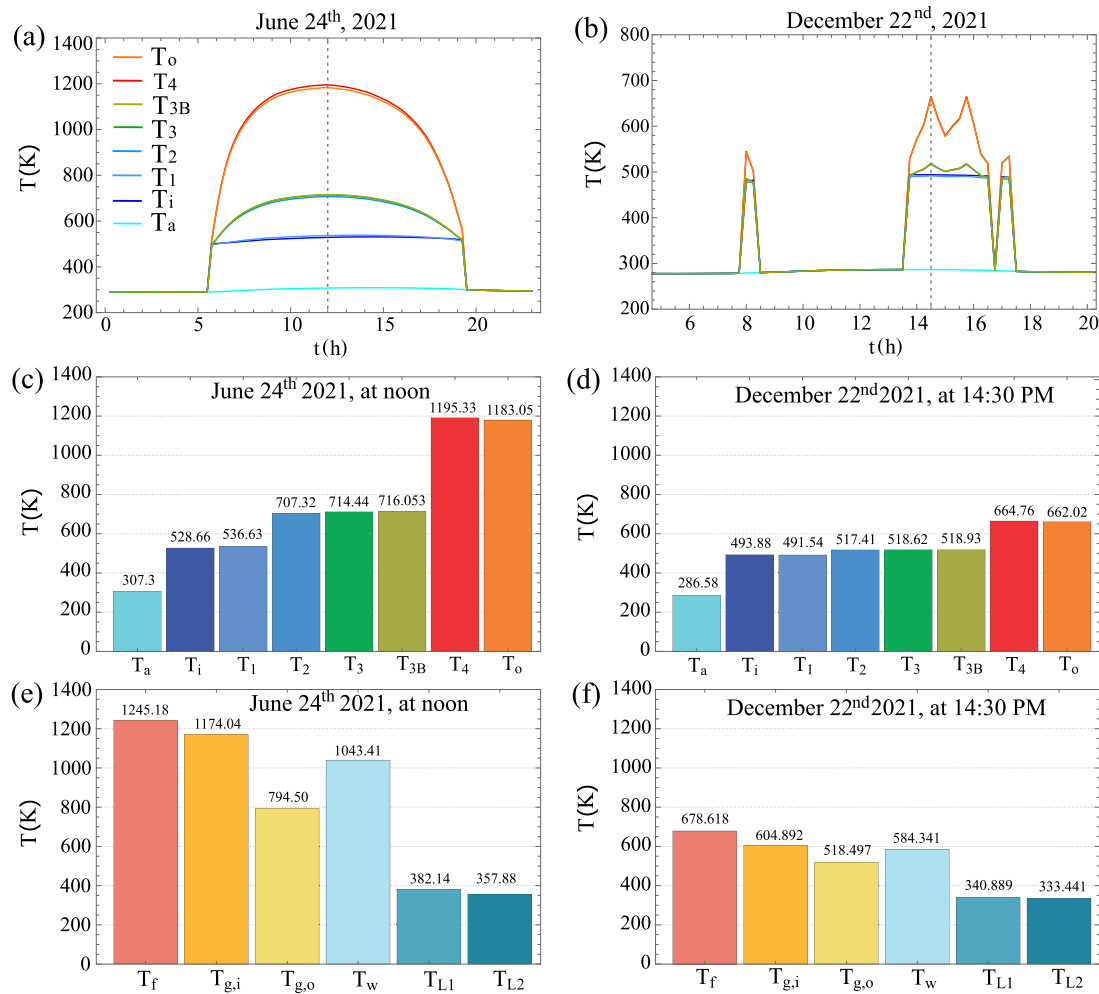 June 24th, 2021
(a)
1400
1200
1000
800
600
400
200
T(K)
To
T4
T3B
T3
T2
T1
Ti
Ta
0
5
10
15
20
t(h)
December 22nd, 2021
(b)
800
700
600
500
400
300
200
T(K)
6
8
10
12
14
16
18
20
t(h)
(c)
June 24th 2021, at noon
1400
1200
1000
800
600
400
200
0
T(K)
307.3
528.66
536.63
707.32
714.44
716.053
1195.33
1183.05
Ta
Ti
T1
T2
T3
T3B
T4
To
(d)
December 22nd2021, at 14:30 PM
1400
1200
1000
800
600
400
200
0
T(K)
286.58
493.88
491.54
517.41
518.62
518.93
664.76
662.02
Ta
Ti
T1
T2
T3
T3B
T4
To
(e)
June 24th 2021, at noon
1400
1200
1000
800
600
400
200
0
T(K)
1245.18
1174.04
794.50
1043.41
382.14
357.88
Tf
Tg,i
Tg,o
Tw
TL1
TL2
(f)
December 22nd2021, at 14:30 PM
1400
1200
1000
800
600
400
200
0
T(K)
678.618
604.892
518.497
584.341
340.889
333.441
Tf
Tg,i
Tg,o
Tw
TL1
TL2